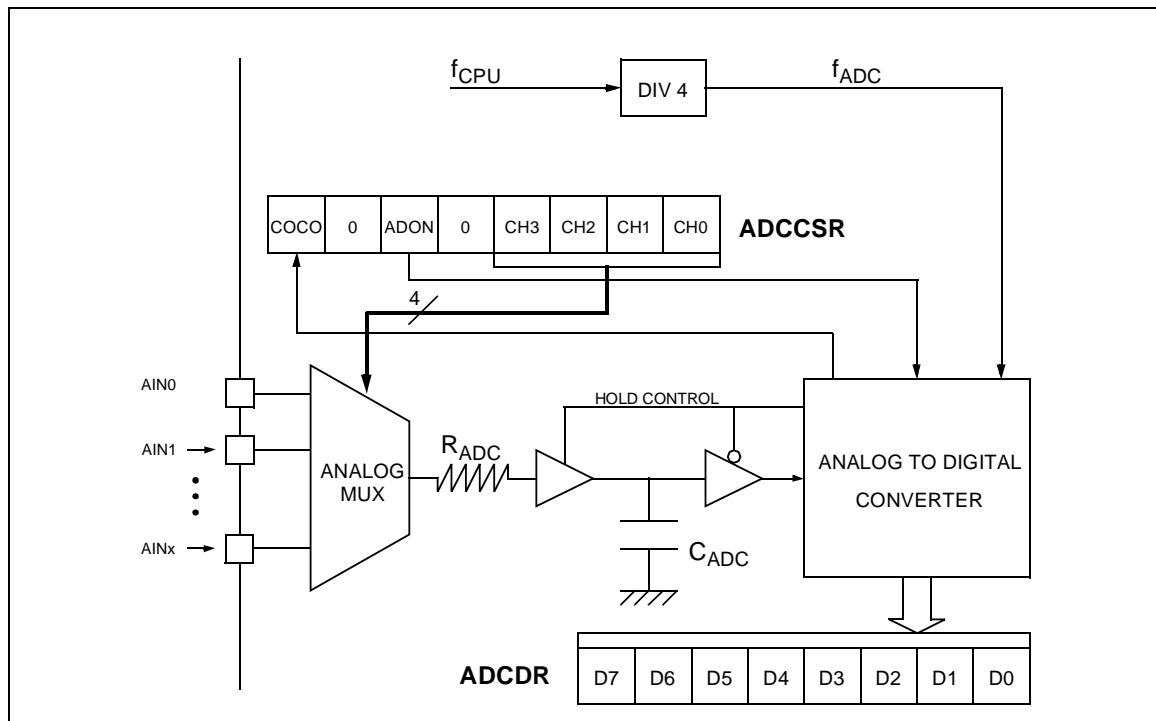 fCPU
DIV 4
fADC
COCO 0 ADON 0 CH3 CH2 CH1 CH0
ADCCSR
4
AIN0
HOLD CONTROL
AIN1
RADC
ANALOG
MUX
ANALOG TO DIGITAL
CONVERTER
AINx
CADC
ADCDR
D7 D6 D5 D4 D3 D2 D1 D0